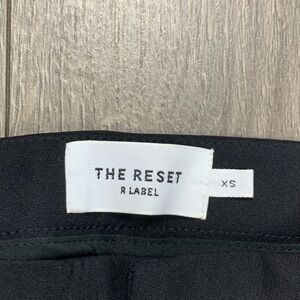 THE RESET
R LABEL
XS